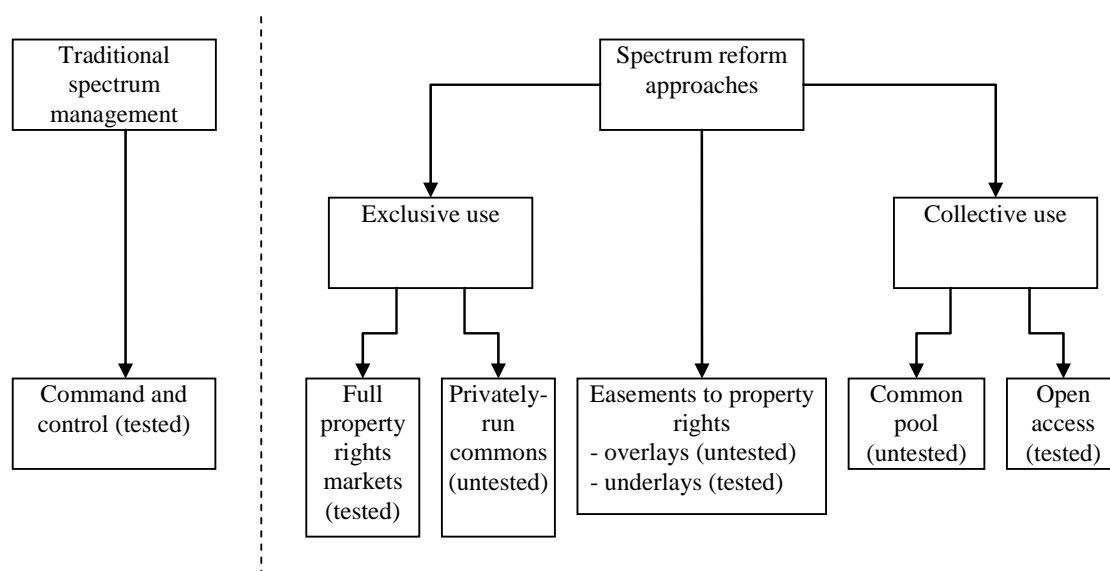 Traditional
spectrum
management
Spectrum reform
approaches
Exclusive use
Collective use
Command and
control (tested)
Full
property
rights
markets
(tested)
Privately-
run
commons
(untested)
Easements to property
rights
- overlays (untested)
- underlays (tested)
Common
pool
(untested)
Open
access
(tested)